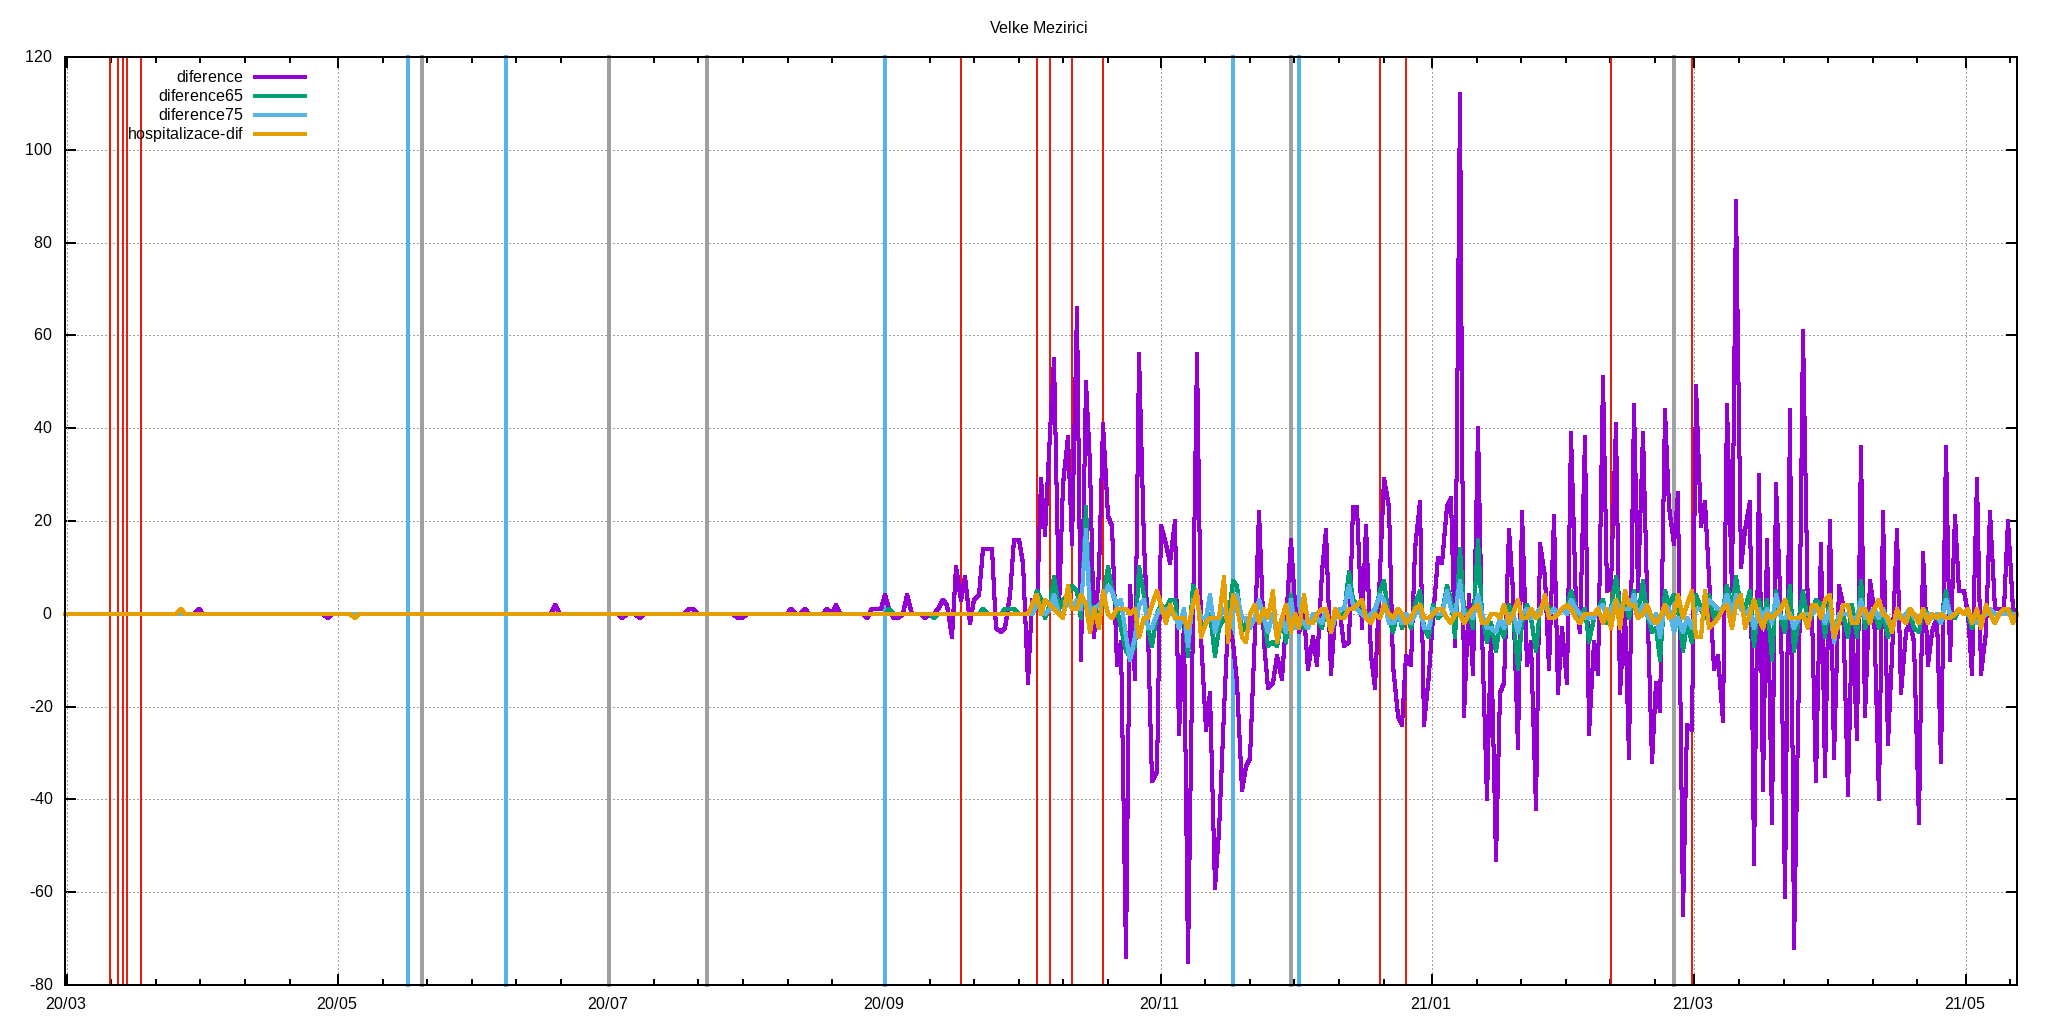 Velke Mezirici
120
100
80
60
40
20
0
-20
-40
-60
-80
diference
diference65
diference75
hospitalizace-dif
20/03 20/05 20/07 20/09 20/11 21/01 21/03 21/05